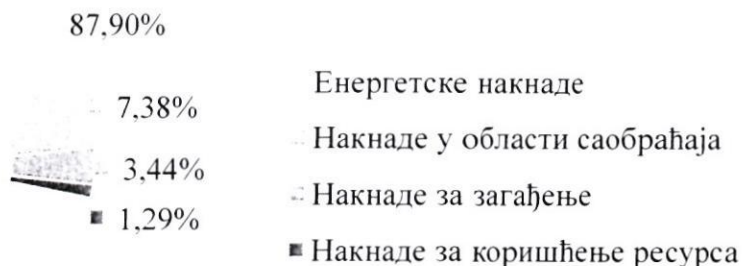 87,90%
7,38%
3,44%
1,29%
Енергетске накнаде
Накнаде у области саобраћаја
Накнаде за загађење
Накнаде за коришћење ресурса